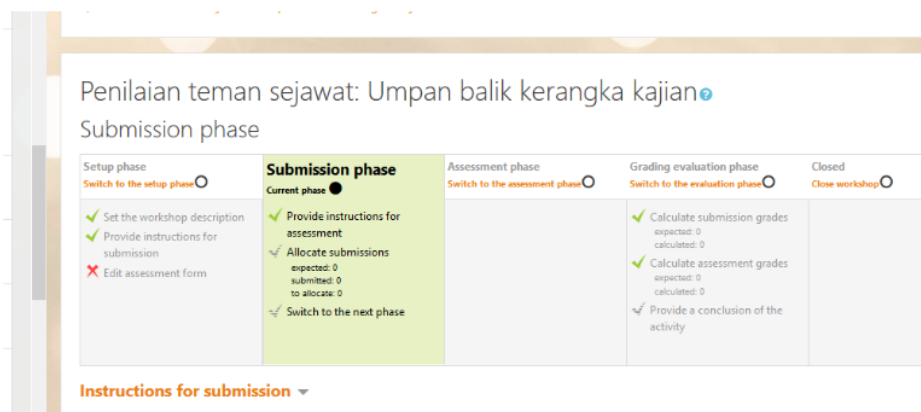 Penilaian teman sejawat: Umpan balik kerangka kajian
Submission phase
Setup phase
Switch to the setup phase
Set the workshop description
Provide instructions for
submission
Edit assessment form
Submission phase
Current phase
Provide instructions for
assessment
Allocate submissions
expected: 0
submitted: 0
to allocate: 0
Switch to the next phase
Assessment phase
Switch to the assessment phase
Grading evaluation phase
Switch to the evaluation phase
Calculate submission grades
expected: 0
calculated: 0
Calculate assessment grades
expected: 0
calculated: 0
Provide a conclusion of the
activity
Closed
Close workshop
Instructions for submission